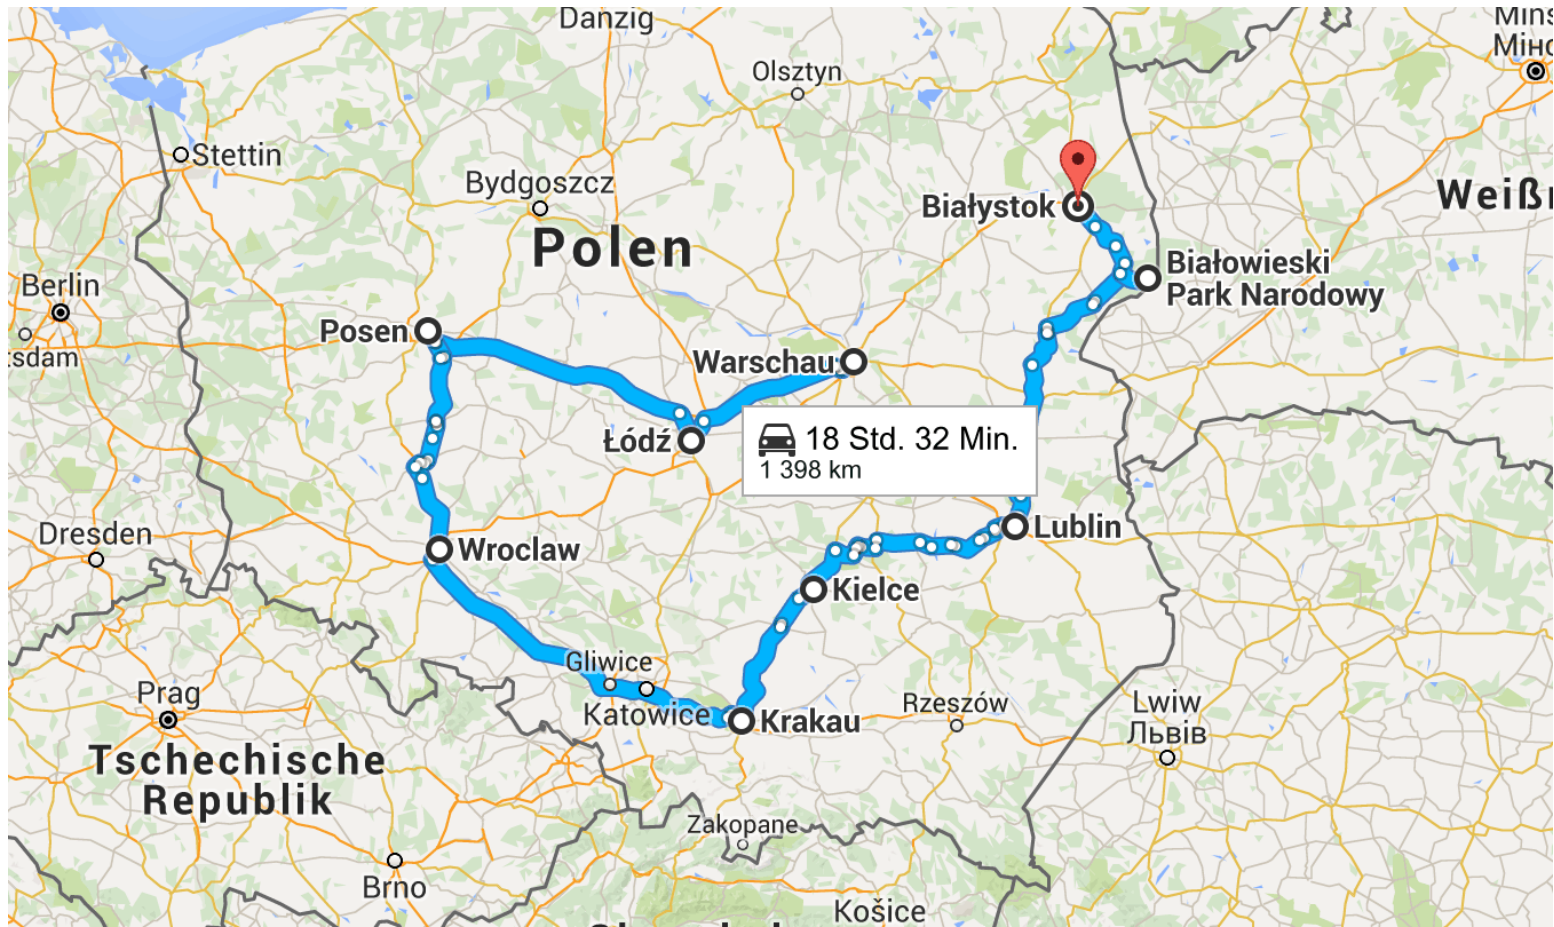 Danzig
Mins
Мінс
Olsztyn
Stettin
Bydgoszcz
Weißr
Białystok
Polen
Białowieski
Park Narodowy
Berlin
tsdam
Posen
Warschau
Łódź
18 Std. 32 Min.
1 398 km
Lublin
Dresden
Wroclaw
Kielce
Gliwice
Prag
Katowice
Krakau
Rzeszów
Lwiw
Львів
Tschechische
Republik
Zakopane
Brno
Košice